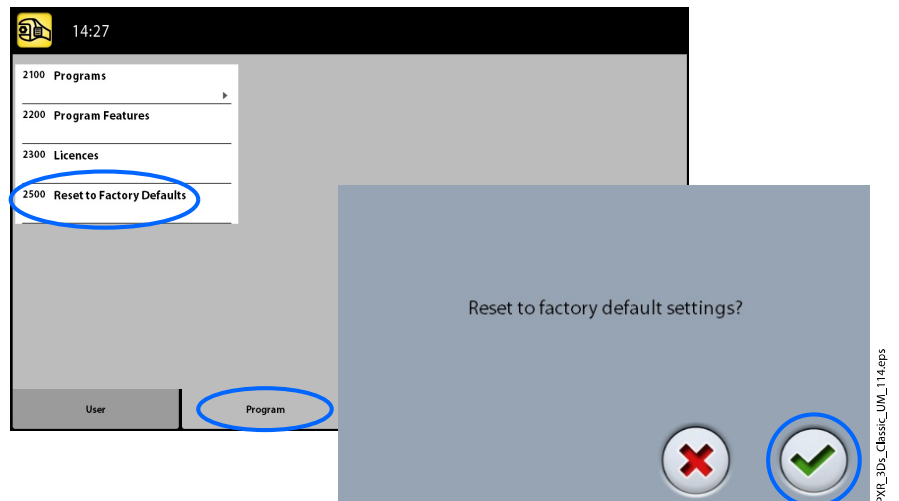 14:27
2100 Programs
2200 Program Features
2300 Licences
2500 Reset to Factory Defaults
Reset to factory default settings?
User
Program
PXR_3Ds_Classic_UM_114.eps